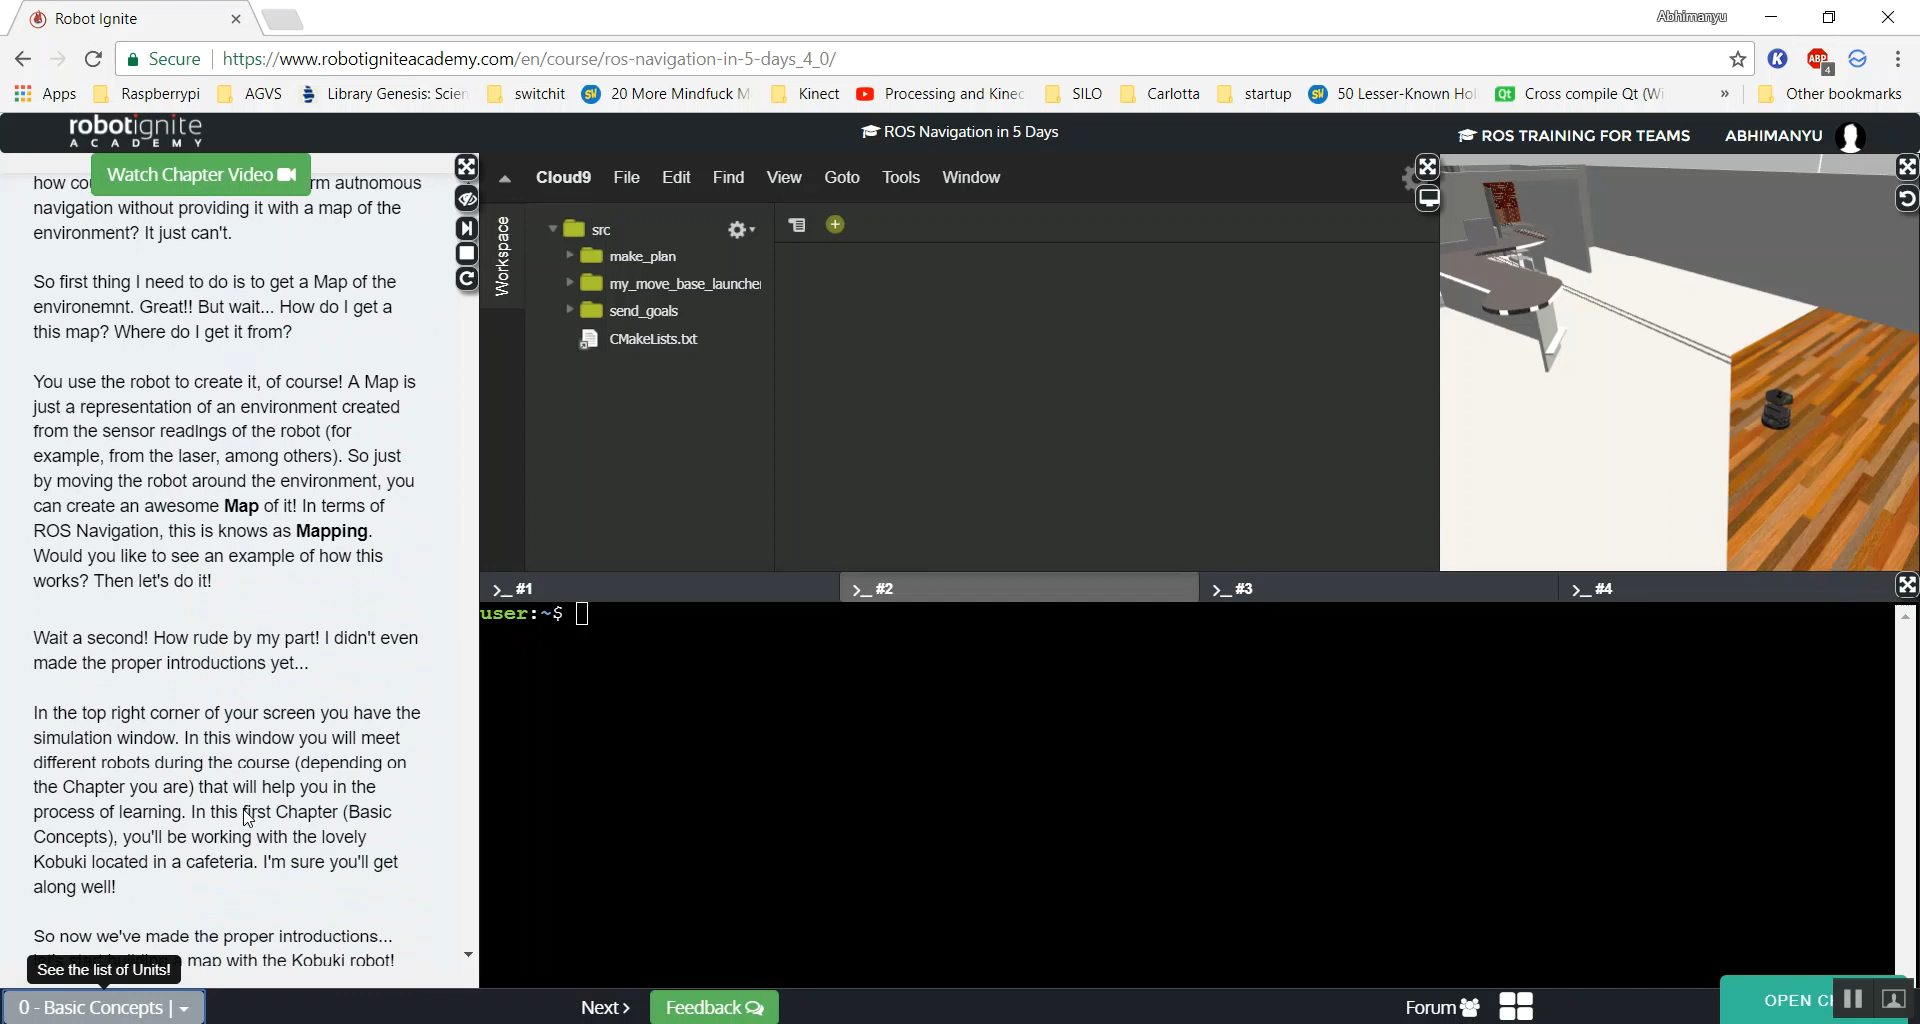 Robot Ignite
Abhimanyu
Secure
https://www.robotigniteacademy.com/en/course/ros-navigation-in-5-days_4_0/
ABP
4
Apps
Raspberrypi
AGVS
Library Genesis: Scien
switchit
20 More Mindfuck M
Kinect
Processing and Kinec
SILO
Carlotta
startup
50 Lesser-Known Ho
Cross compile Qt (Wi
»
Other bookmarks
robotignite
ACADEMY
ROS Navigation in 5 Days
ROS TRAINING FOR TEAMS
ABHIMANYU
Watch Chapter Video
how co rm autnomous
navigation without providing it with a map of the
environment? It just can't.
So first thing I need to do is to get a Map of the
environemnt. Great!! But wait... How do I get a
this map? Where do I get it from?
You use the robot to create it, of course! A Map is
just a representation of an environment created
from the sensor readings of the robot (for
example, from the laser, among others). So just
by moving the robot around the environment, you
can create an awesome Map of it! In terms of
ROS Navigation, this is knows as Mapping.
Would you like to see an example of how this
works? Then let's do it!
Wait a second! How rude by my part! I didn't even
made the proper introductions yet...
In the top right corner of your screen you have the
simulation window. In this window you will meet
different robots during the course (depending on
the Chapter you are) that will help you in the
process of learning. In this first Chapter (Basic
Concepts), you'll be working with the lovely
Kobuki located in a cafeteria. I'm sure you'll get
along well!
So now we've made the proper introductions...
map with the Kobuki robot!
See the list of Units!
0 - Basic Concepts |
Cloud9
File
Edit
Find
View
Goto
Tools
Window
Workspace
src
make_plan
my_move_base_launcher
send_goals
CMakeLists.txt
>_ #1
>_ #2
>_ #3
>_ #4
user:~$
Next >
Feedback
Forum
OPEN C